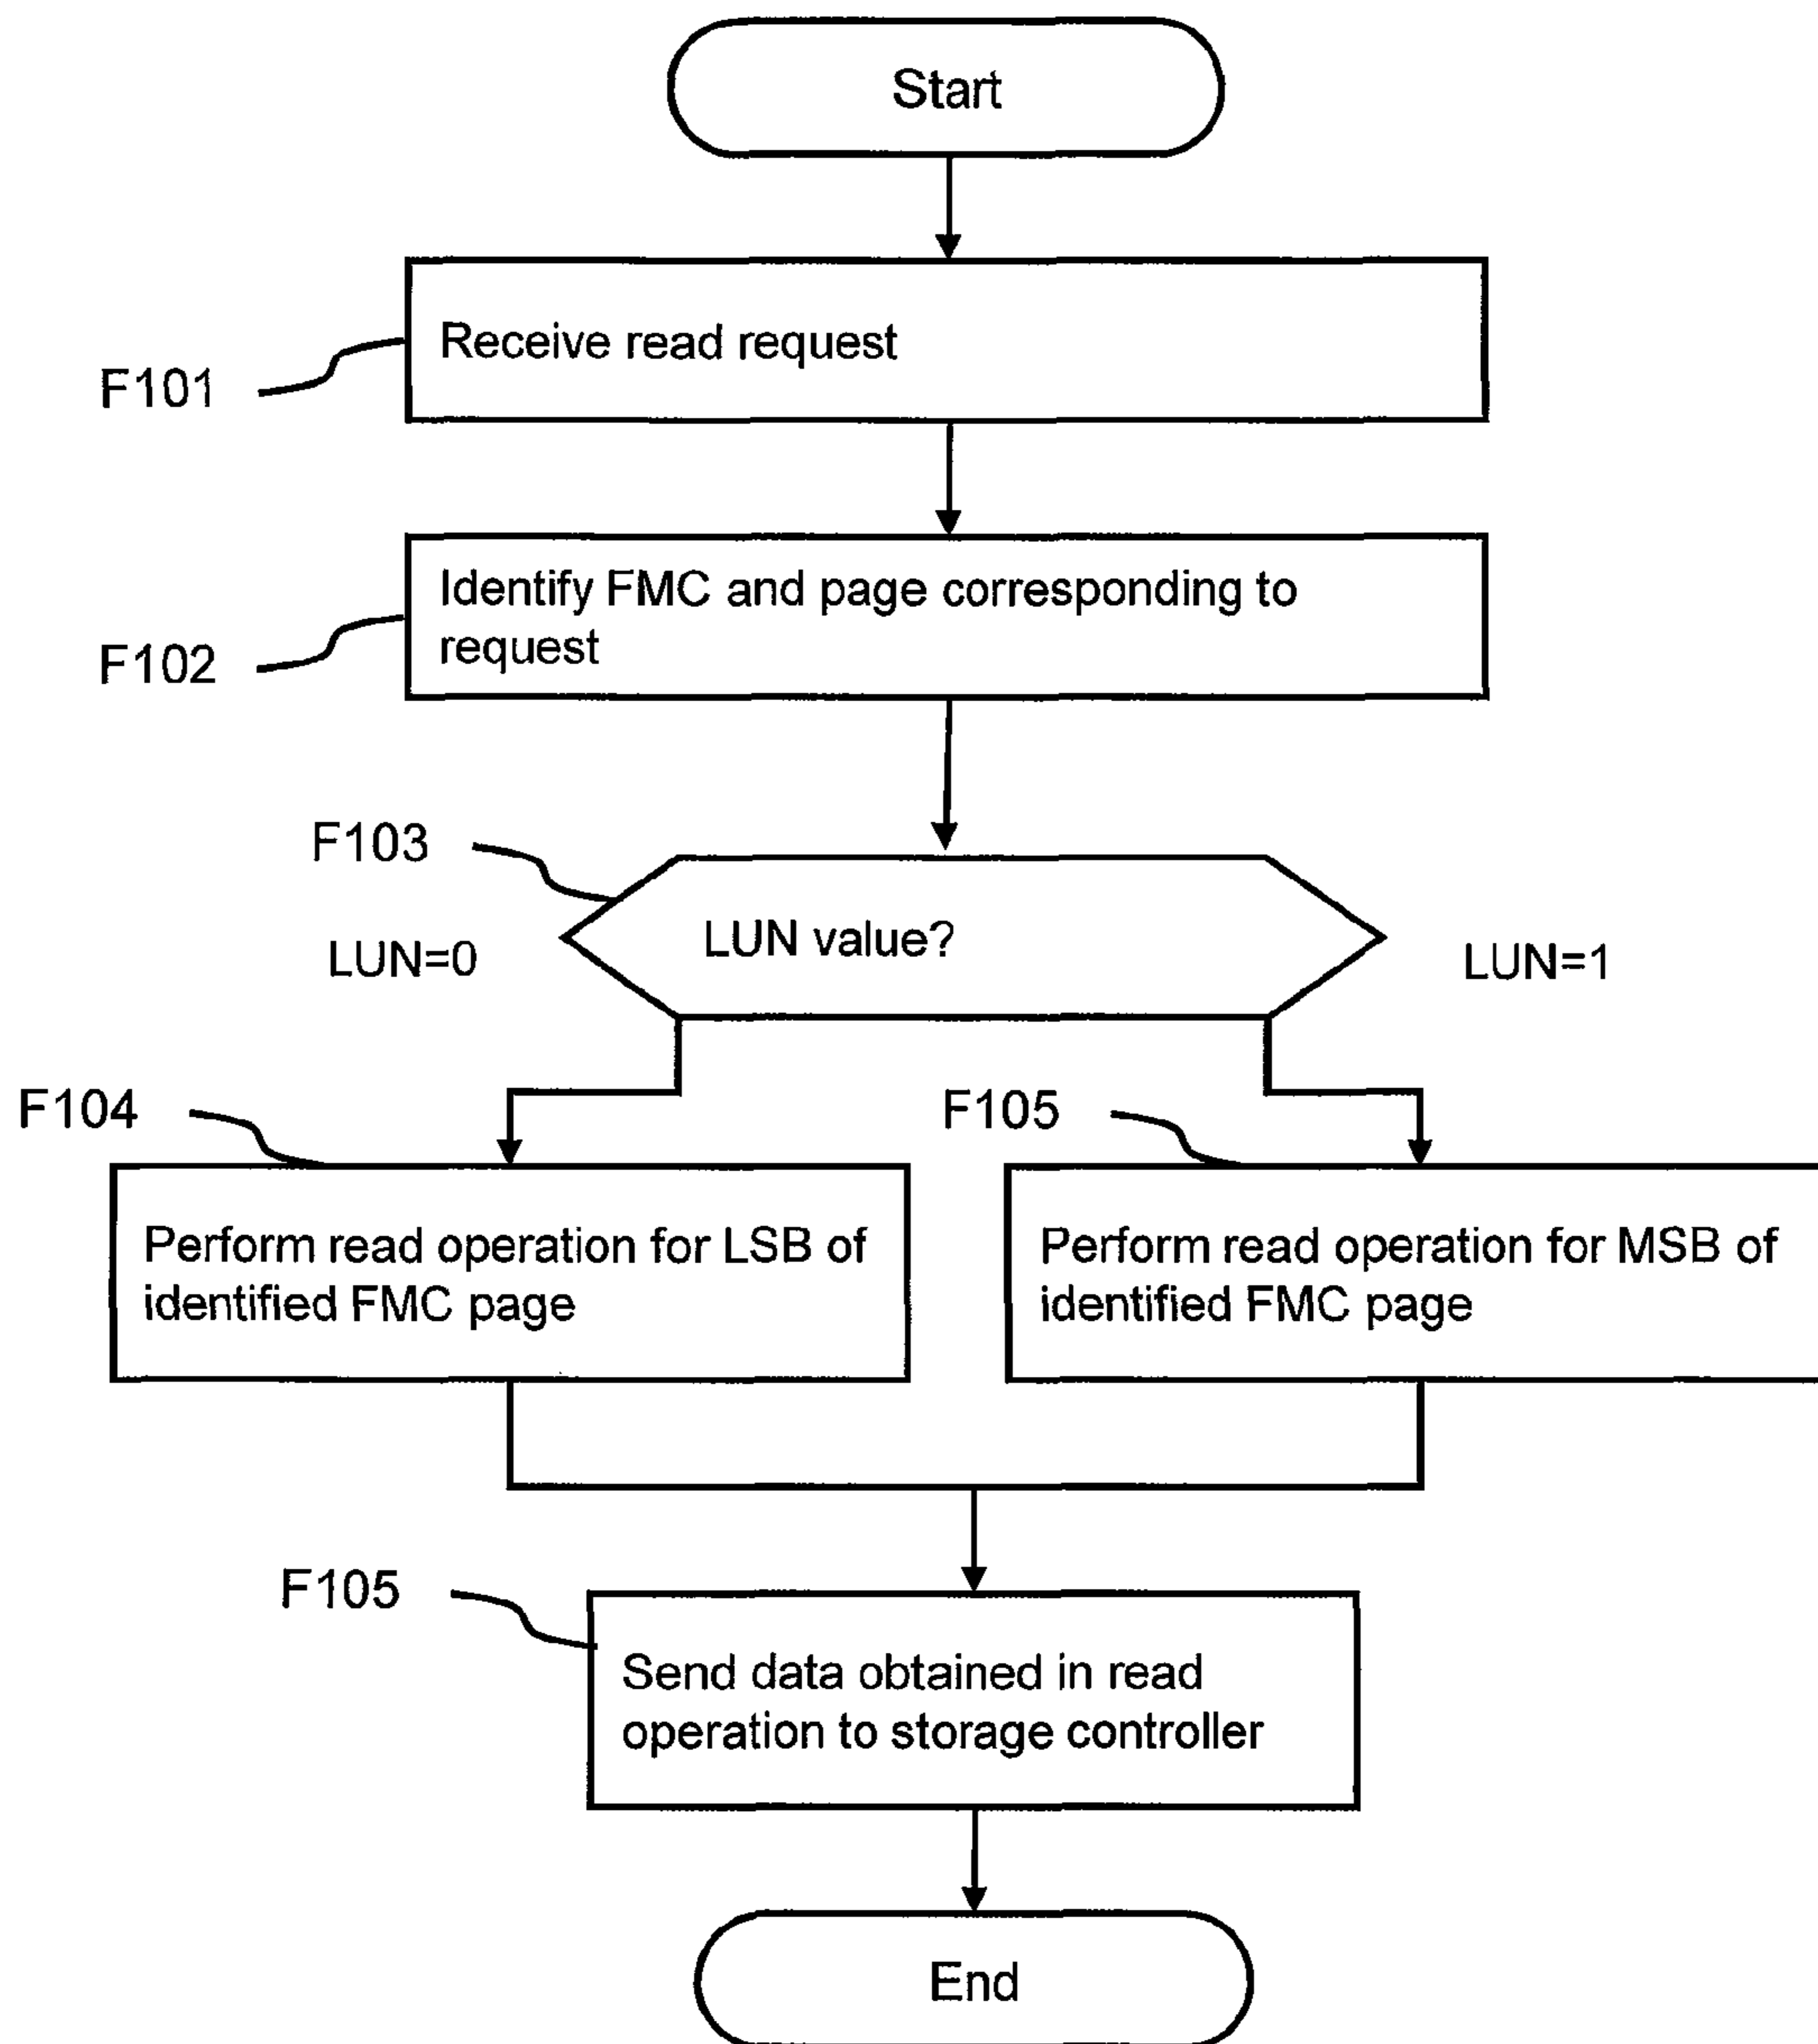 Start
Receive read request
F101
Identify FMC and page corresponding to
request
F102
F103
LUN value?
LUN=0
LUN=1
F104
F105
Perform read operation for LSB of
identified FMC page
Perform read operation for MSB of
identified FMC page
F105
Send data obtained in read
operation to storage controller
End